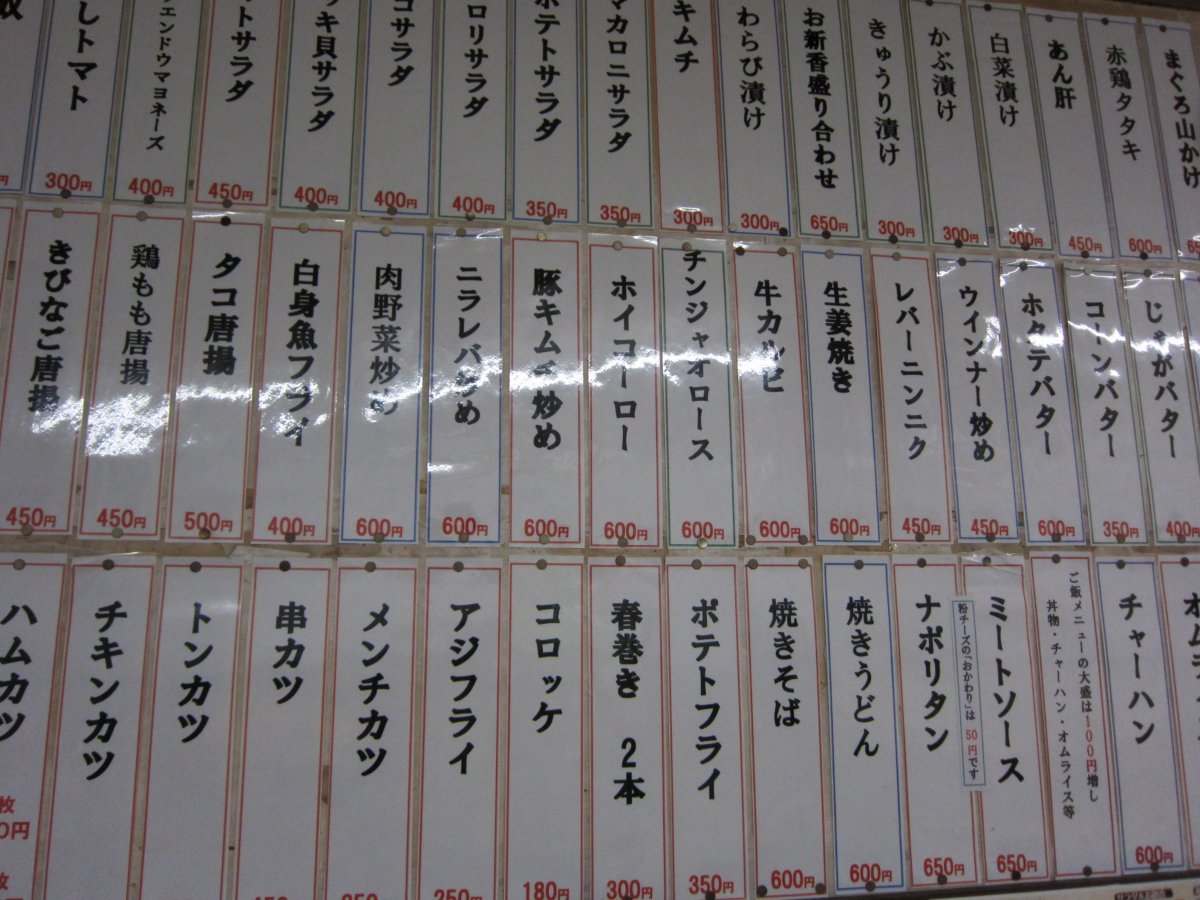 まぐろ山かけ
赤鶏タタキ
600円
あん肝
450円
白菜漬け
300円
かぶ漬け
300円
きゅうり漬け
300円
お新香盛り合わせ
650円
わらび漬け
300円
キムチ
300円
マカロニサラダ
350円
ポテトサラダ
350円
ロリサラダ
400円
コサラダ
400円
ッキ貝サラダ
400円
トサラダ
450円
エンドウマヨネーズ
400円
しトマト
300円
じゃがバター
400円
コーンバター
350円
ホタテバター
600円
ウインナー炒め
450円
レバーニンニク
450円
生姜焼き
600円
牛カルビ
600円
チンジャオロース
600円
ホイコーロー
600円
豚キムチ炒め
600円
ニラレバ炒め
600円
肉野菜炒め
600円
白身魚フライ
400円
タコ唐揚
500円
鶏もも唐揚
450円
きびなご唐揚
450円
チャーハン
600円
ご飯メニューの大盛は100円増し
丼物・チャーハン・オムライス等
ミートソース
650円
粉チーズの「おかわり」は 50円です
ナポリタン
650円
焼きうどん
600円
焼きそば
600円
ポテトフライ
350円
春巻き 2本
300円
コロッケ
180円
アジフライ
250円
メンチカツ
串カツ
トンカツ
チキンカツ
ハムカツ